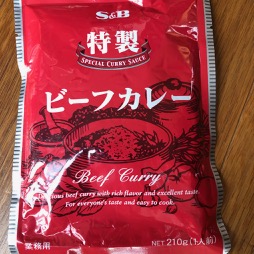 S&B
特製
SPECIAL CURRY SAUCE
ビーフカレー
Beef Curry
Delicious beef curry with rich flavor and excellent taste.
For everyone's taste and easy to cook.
業務用
NET 210g (1人前)